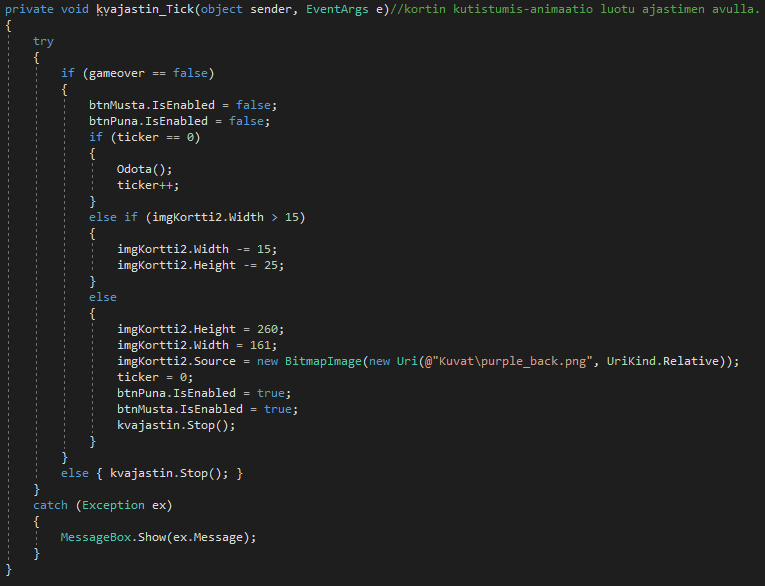 private void kvajastin_Tick(object sender, EventArgs e)//kortin kutistumis-animaatio luotu ajastimen avulla.
{
try
{
if (gameover == false)
{
btnMusta.IsEnabled = false;
btnPuna.IsEnabled = false;
if (ticker == 0)
{
Odota();
ticker++;
}
else if (imgKortti2.Width > 15)
{
imgKortti2.Width -= 15;
imgKortti2.Height -= 25;
}
else
{
imgKortti2.Height = 260;
imgKortti2.Width = 161;
imgKortti2.Source = new BitmapImage(new Uri(@"Kuvat\purple_back.png", UriKind.Relative));
ticker = 0;
btnPuna.IsEnabled = true;
btnMusta.IsEnabled = true;
kvajastin.Stop();
}
}
else { kvajastin.Stop(); }
}
catch (Exception ex)
{
MessageBox.Show(ex.Message);
}
}